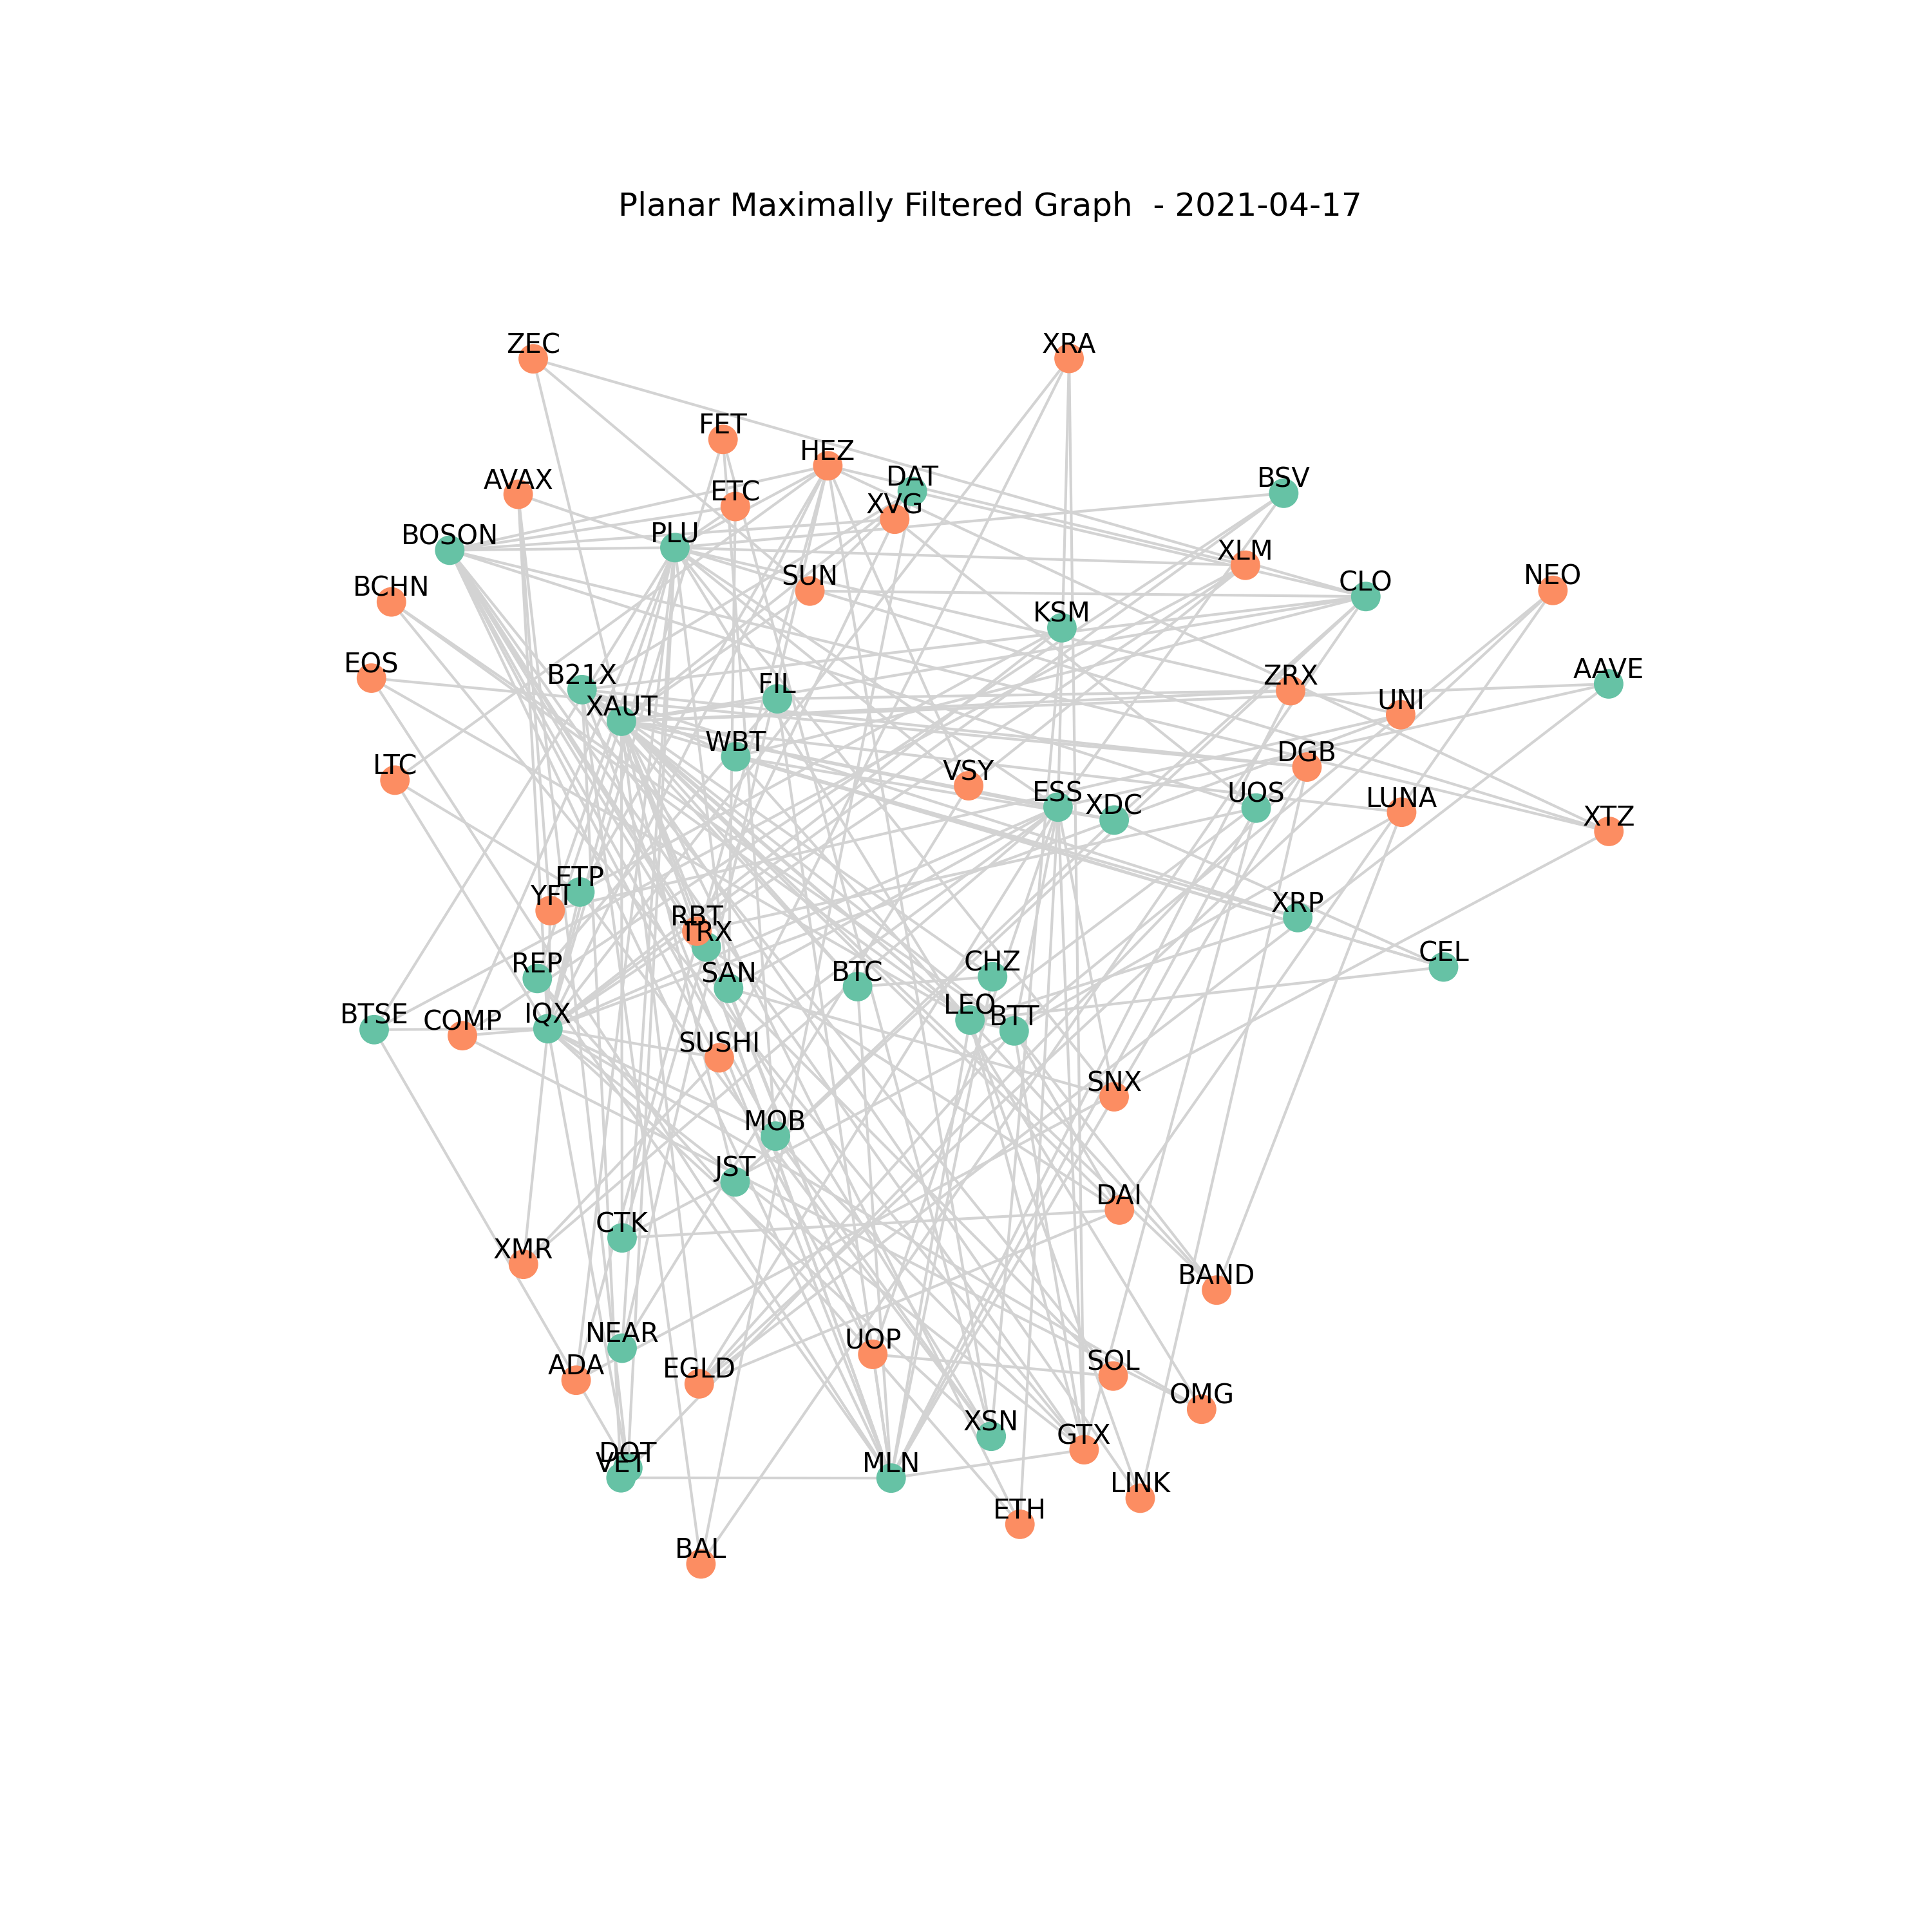 Planar Maximally Filtered Graph - 2021-04-17
ZEC
XRA
FET
HEZ
DAT
BSV
AVAX
ETC
XVG
BOSON
PLU
XLM
SUN
CLO
NEO
BCHN
KSM
EOS
B21X
FIL
ZRX
AAVE
XAUT
UNI
WBT
DGB
LTC
VSY
ESS
XDC
UOS
LUNA
XTZ
YFI
RBT
TRX
XRP
REP
SAN
BTC
CHZ
CEL
BTSE
COMP
IQX
LEO
BTT
SUSHI
SNX
MOB
JST
DAI
CTK
XMR
BAND
NEAR
ADA
EGLD
UOP
SOL
OMG
XSN
GTX
DOT
VET
MLN
LINK
ETH
BAL